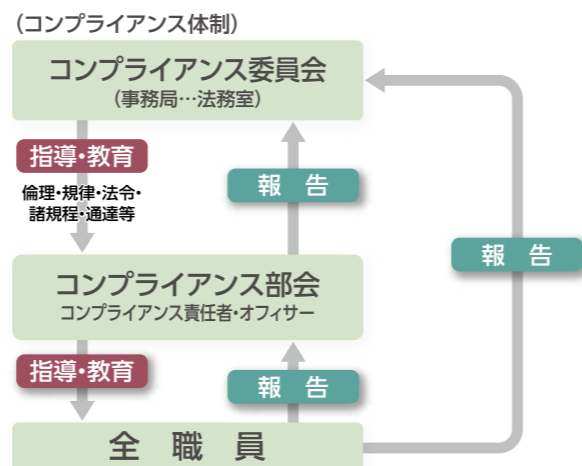 (コンプライアンス体制)
コンプライアンス委員会
(事務局…法務室)
指導・教育
倫理・規律・法令・
諸規程・通達等
報 告
報 告
コンプライアンス部会
コンプライアンス責任者・オフィサー
指導・教育
報 告
全 職 員